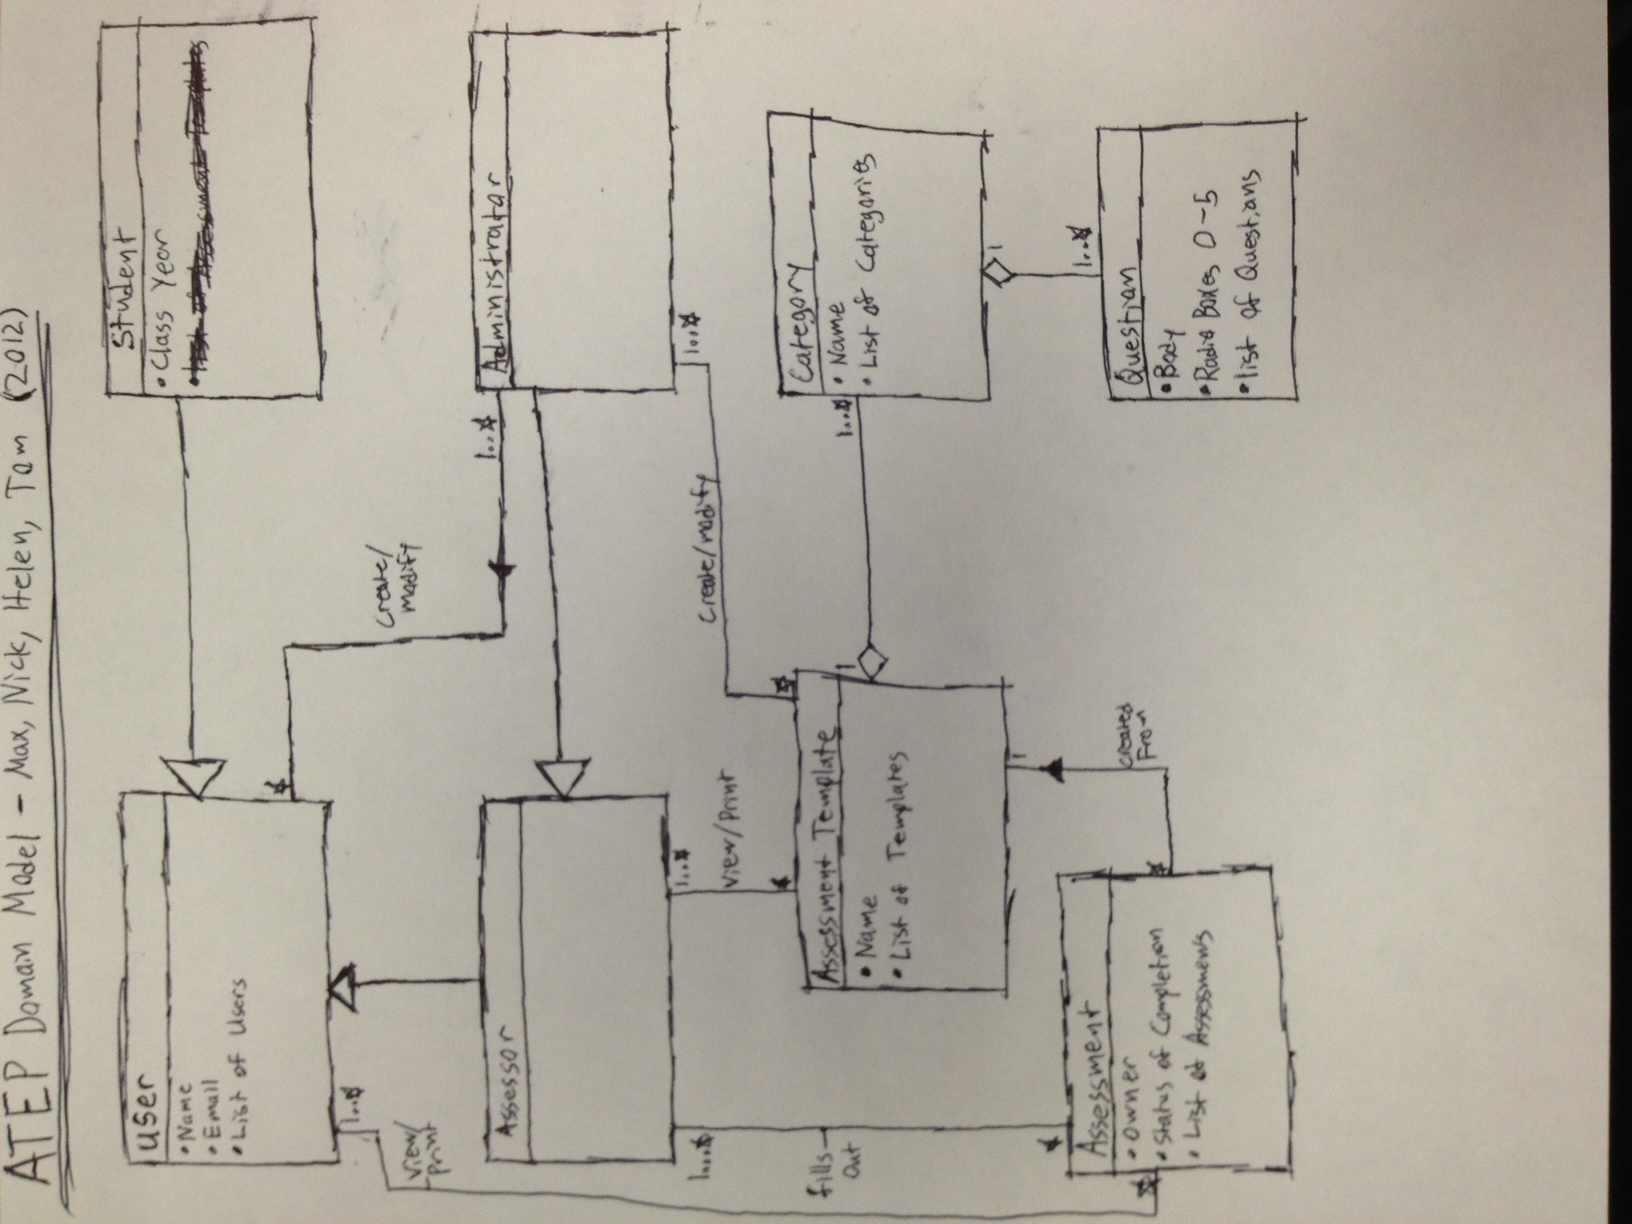 ATEP Domain Model - Max, Nick, Helen, Tom (2012)
User
• Name
• Email
• List of Users
Student
• Class Year
*
1..*
Create/
modify
1..*
View/
Print
Assessor
Administrator
1..*
1..*
1..*
View/Print
Create/modify
fills
Out
*
*
Assessment Template
• Name
• List of Templates
1
1..*
Category
• Name
• List of Categories
1
1
Created
From
1..*
*
*
*
Assessment
• Owner
• Status of Completion
• List of Assessments
Question
• Body
• Radio Boxes 0-5
• List of Questions